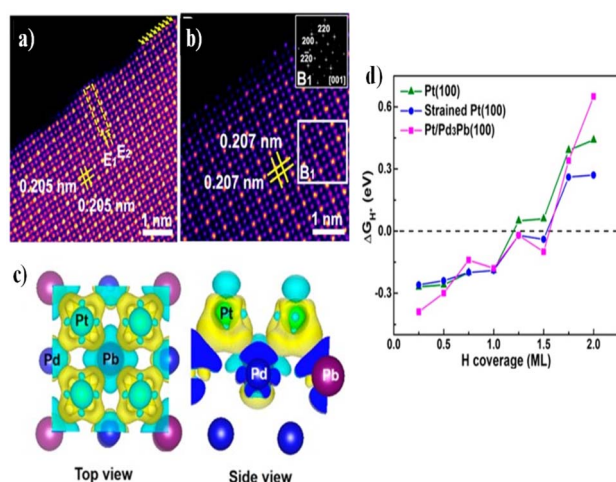 a)
E₁
E₂
0.205 nm
0.205 nm
1 nm
b)
220
200
2̄20
B₁
[001]
0.207 nm
0.207 nm
B₁
1 nm
c)
Pt
Pd
Pb
Top view
Pt
Pd
Pb
Side view
d)
Pt(100)
Strained Pt(100)
Pt/Pd₃Pb(100)
ΔG_H* (eV)
0.6
0.3
0.0
-0.3
0.0 0.5 1.0 1.5 2.0
H coverage (ML)